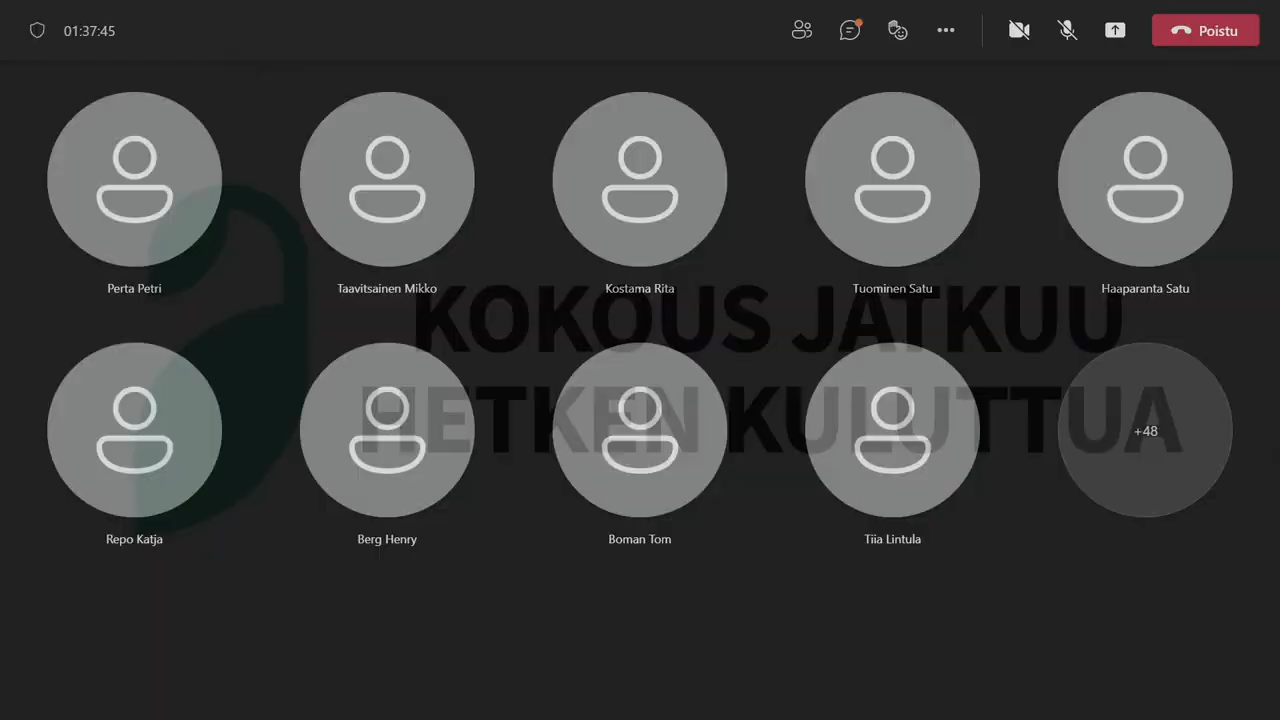 01:37:45
Poistu
Perta Petri
Taavitsainen Mikko
Kostama Rita
Tuominen Satu
Haaparanta Satu
KOKOUS JATKUU
HETKEN KULUTTUA
+48
Repo Katja
Berg Henry
Boman Tom
Tiia Lintula